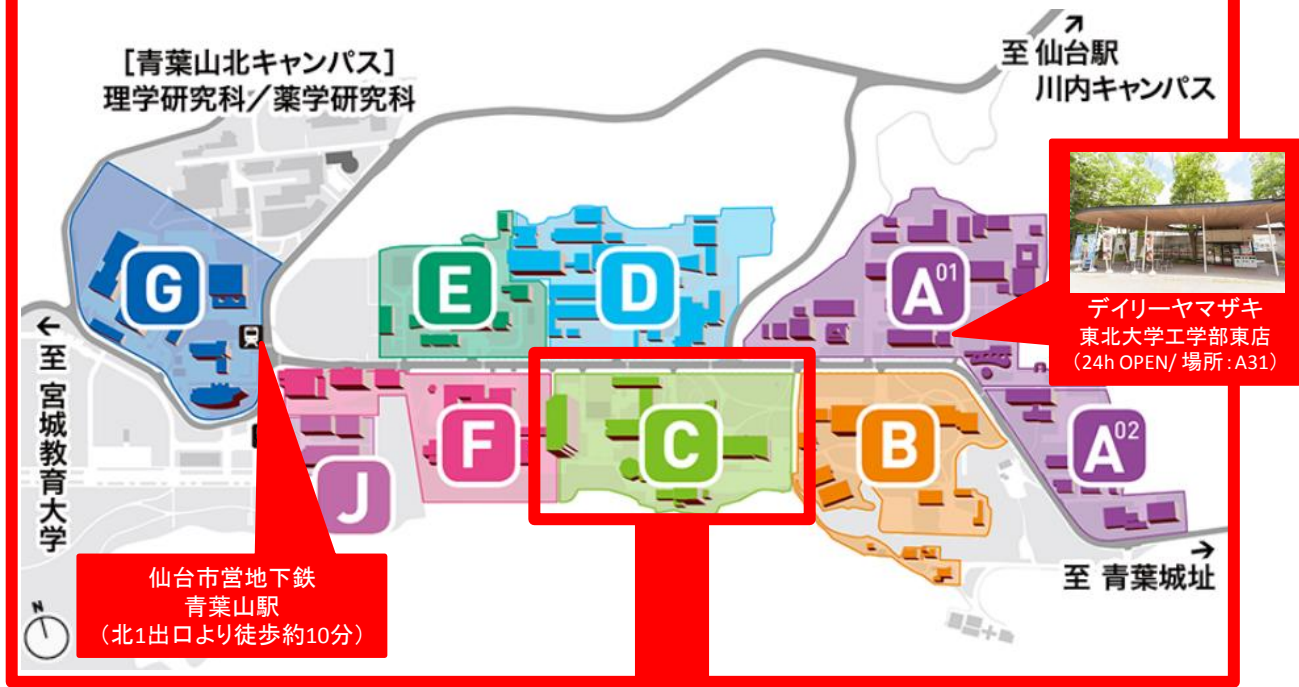 [青葉山北キャンパス]
理学研究科／薬学研究科
↗
至 仙台駅
川内キャンパス
G
E
D
A01
デイリーヤマザキ
東北大学工学部東店
（24h OPEN/ 場所：A31）
←
至 宮城教育大学
J
F
C
B
A02
仙台市営地下鉄
青葉山駅
（北1出口より徒歩約10分）
→
至 青葉城址
N